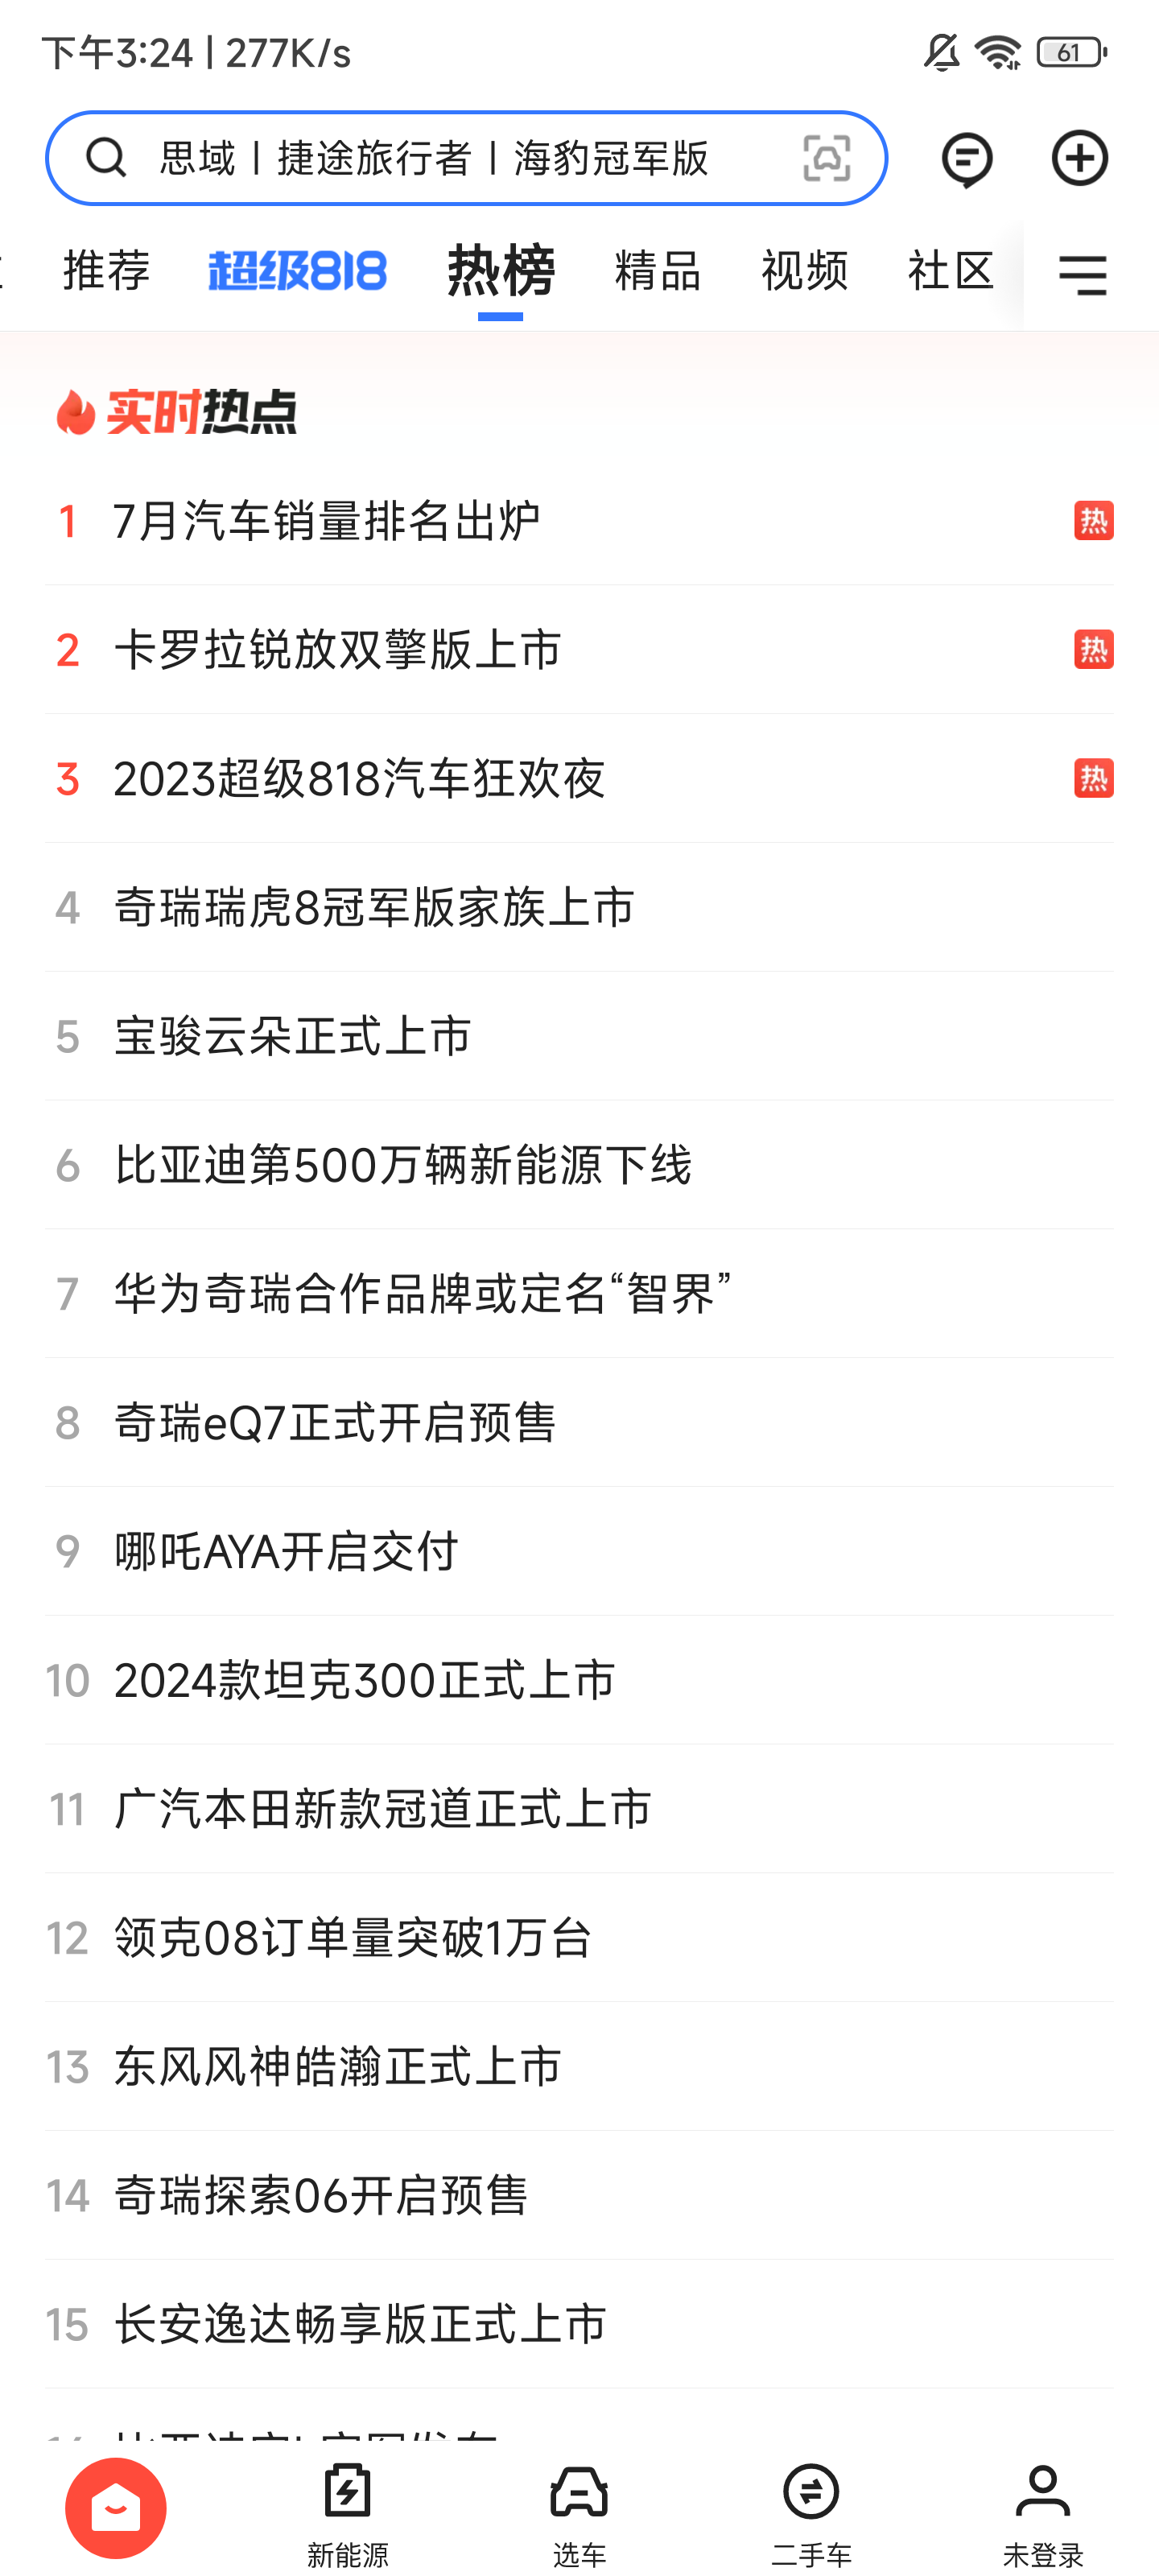 下午3:24 | 277K/s
61
思域 | 捷途旅行者 | 海豹冠军版
推荐 超级818 热榜 精品 视频 社区
实时热点
1 7月汽车销量排名出炉 热
2 卡罗拉锐放双擎版上市 热
3 2023超级818汽车狂欢夜 热
4 奇瑞瑞虎8冠军版家族上市
5 宝骏云朵正式上市
6 比亚迪第500万辆新能源下线
7 华为奇瑞合作品牌或定名“智界”
8 奇瑞eQ7正式开启预售
9 哪吒AYA开启交付
10 2024款坦克300正式上市
11 广汽本田新款冠道正式上市
12 领克08订单量突破1万台
13 东风风神皓瀚正式上市
14 奇瑞探索06开启预售
15 长安逸达畅享版正式上市
新能源 选车 二手车 未登录